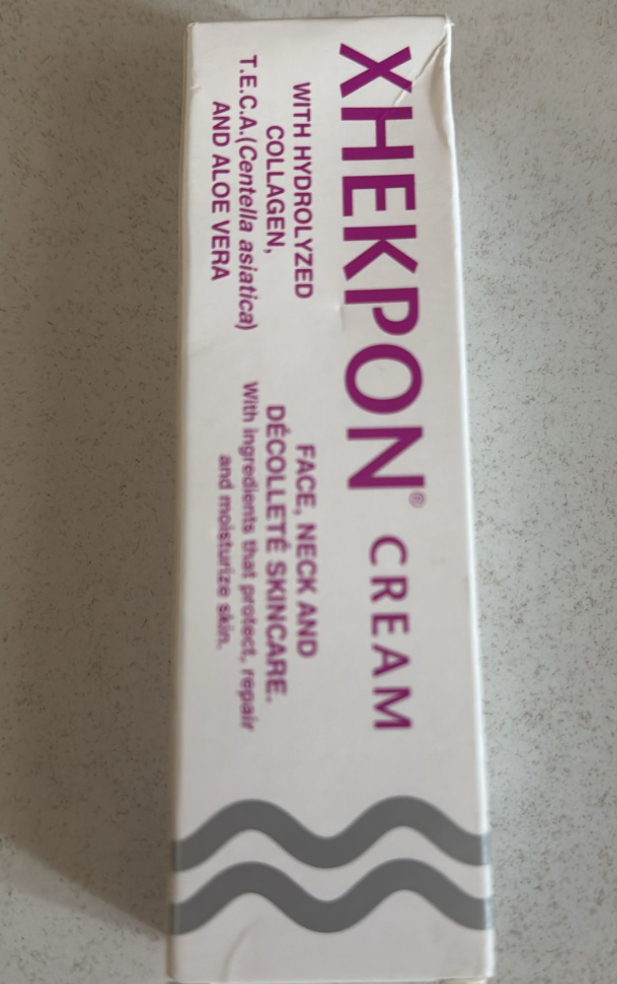 XHEKPON® CREAM
WITH HYDROLYZED
COLLAGEN,
T.E.C.A.(Centella asiatica)
AND ALOE VERA
FACE, NECK AND
DÉCOLLETÉ SKINCARE.
With ingredients that protect, repair
and moisturize skin.